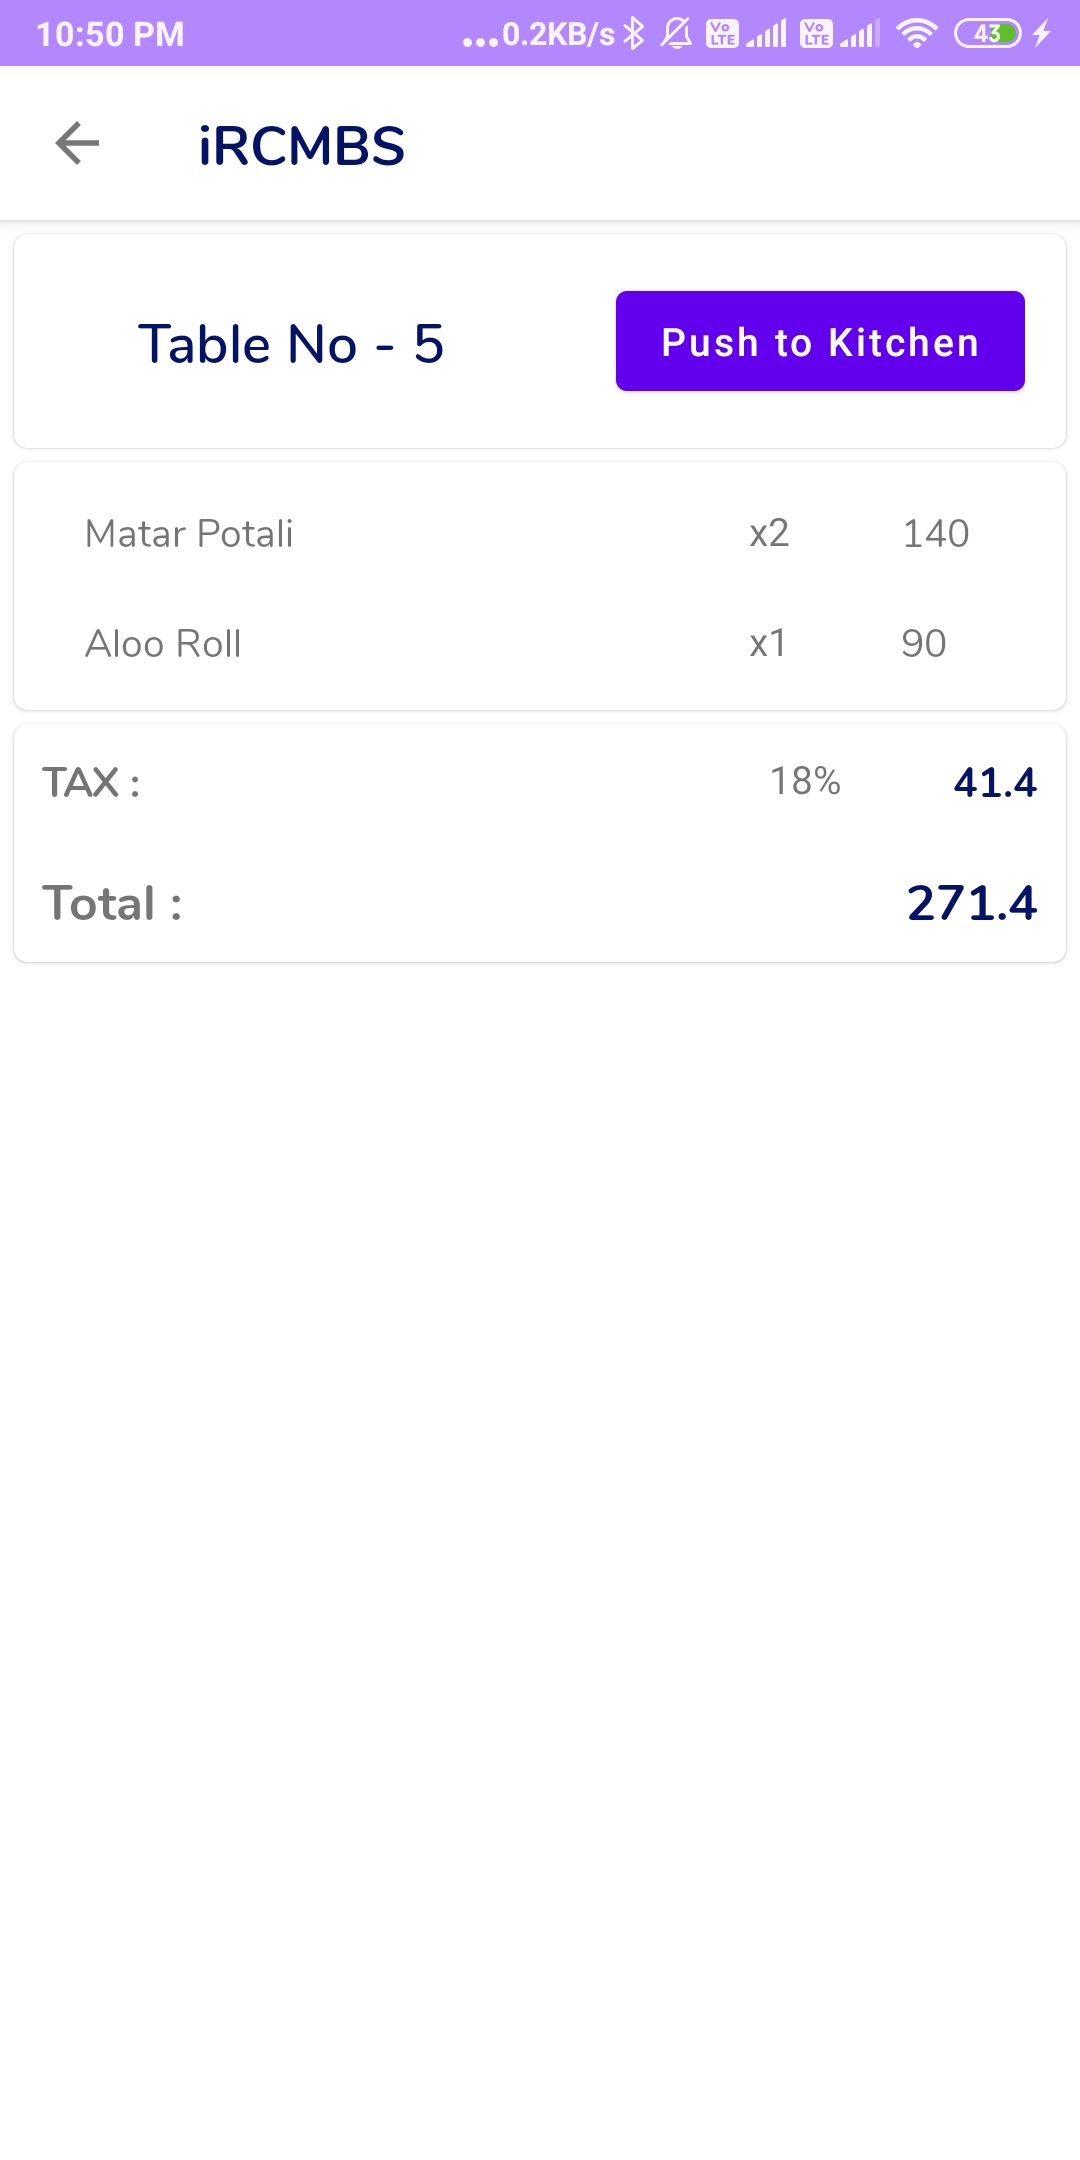 10:50 PM ...0.2KB/s Vo LTE Vo LTE 43
iRCMBS
Table No - 5 Push to Kitchen
Matar Potali x2 140
Aloo Roll x1 90
TAX : 18% 41.4
Total : 271.4